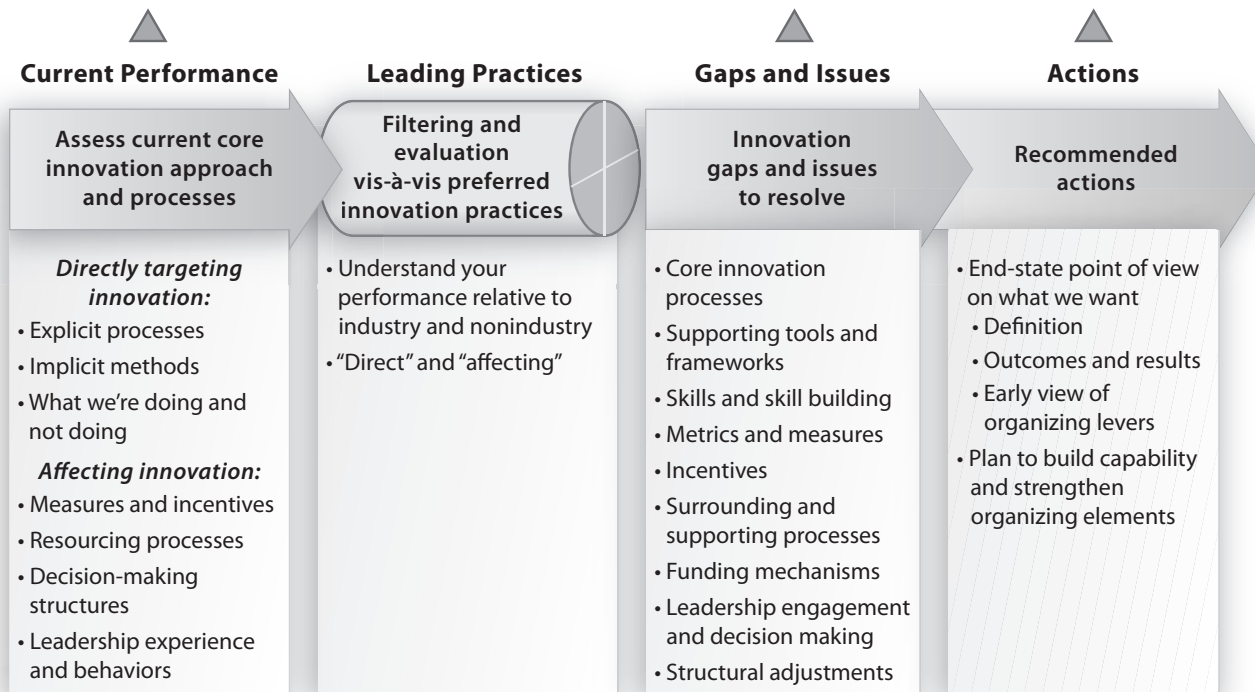 Current Performance
Assess current core
innovation approach
and processes
Directly targeting
innovation:
• Explicit processes
• Implicit methods
• What we're doing and
not doing
Affecting innovation:
• Measures and incentives
• Resourcing processes
• Decision-making
structures
• Leadership experience
and behaviors
Leading Practices
Filtering and
evaluation
vis-à-vis preferred
innovation practices
• Understand your
performance relative to
industry and nonindustry
• “Direct” and “affecting”
Gaps and Issues
Innovation
gaps and issues
to resolve
• Core innovation
processes
• Supporting tools and
frameworks
• Skills and skill building
• Metrics and measures
• Incentives
• Surrounding and
supporting processes
• Funding mechanisms
• Leadership engagement
and decision making
• Structural adjustments
Actions
Recommended
actions
• End-state point of view
on what we want
• Definition
• Outcomes and results
• Early view of
organizing levers
• Plan to build capability
and strengthen
organizing elements